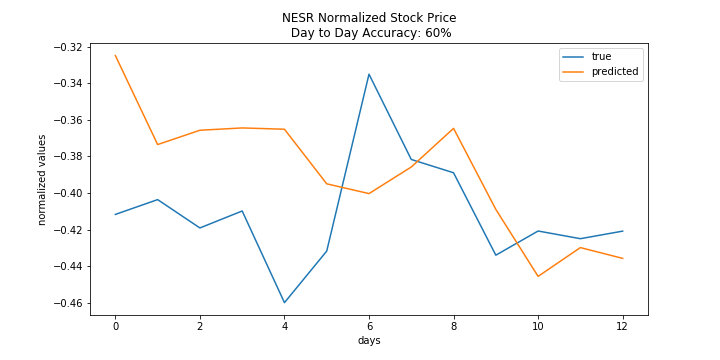 NESR Normalized Stock Price
Day to Day Accuracy: 60%
true
predicted
normalized values
−0.32
−0.34
−0.36
−0.38
−0.40
−0.42
−0.44
−0.46
0
2
4
6
8
10
12
days